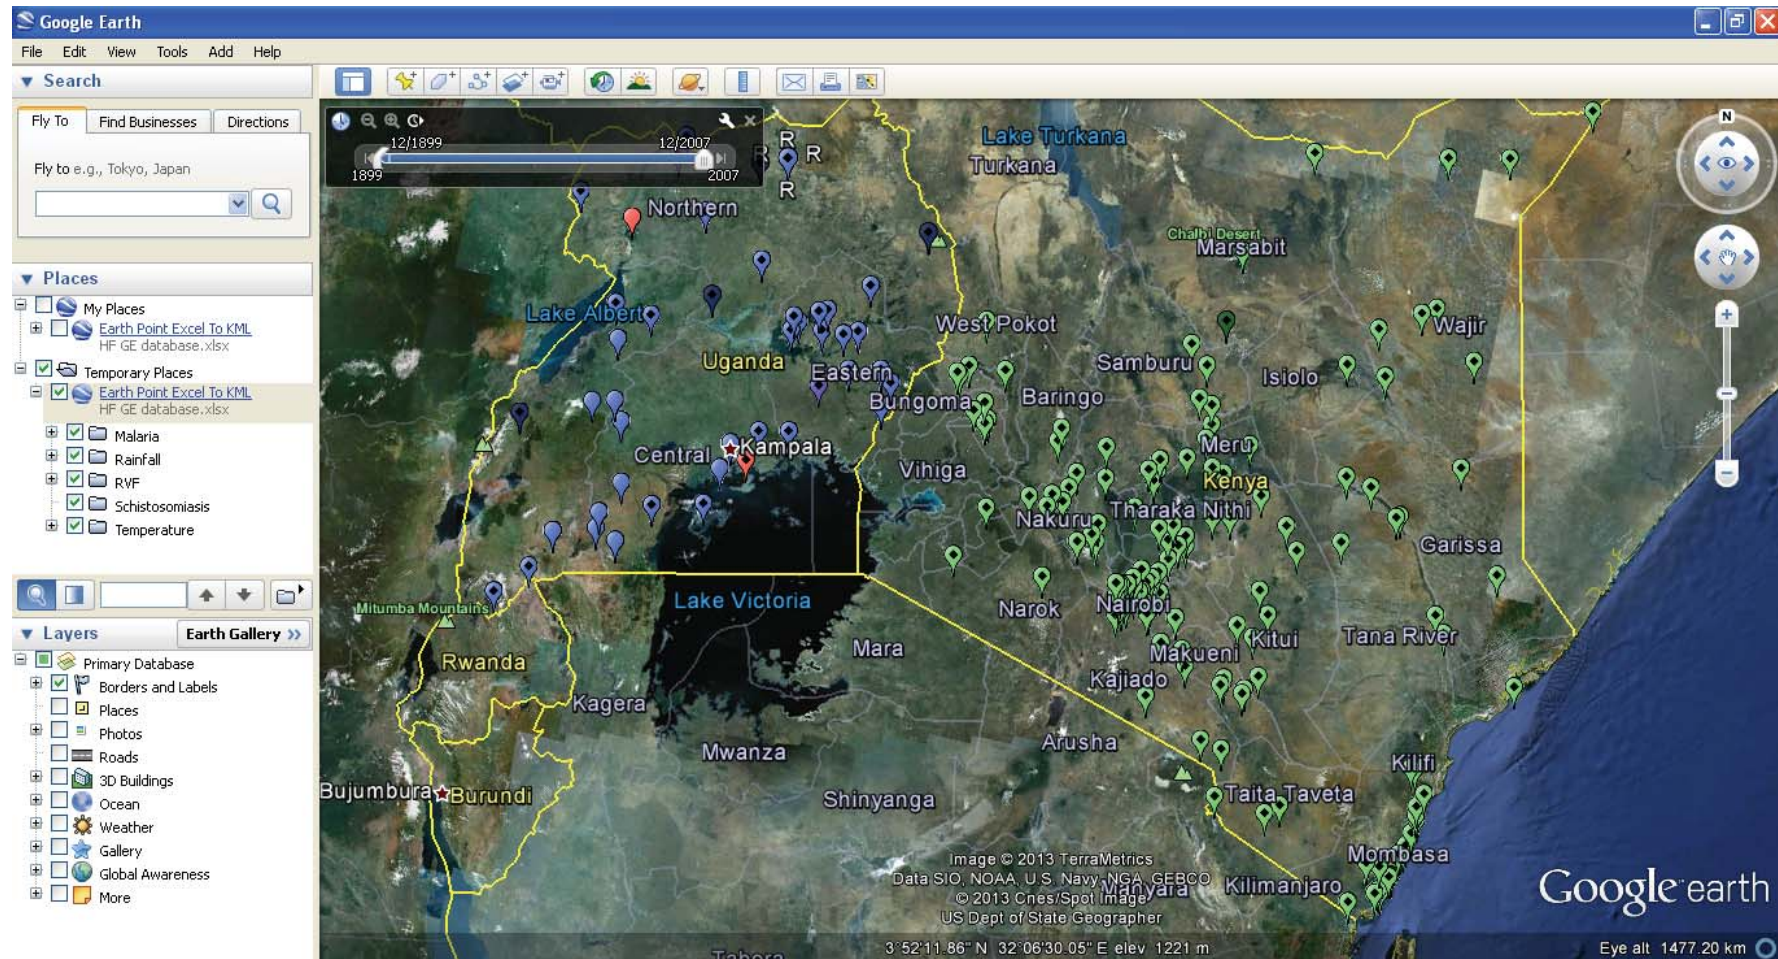 Google Earth
File Edit View Tools Add Help
Search
Fly To Find Businesses Directions
Fly to e.g., Tokyo, Japan
Places
My Places
Earth Point Excel To KML
HF GE database.xlsx
Temporary Places
Earth Point Excel To KML
HF GE database.xlsx
Malaria
Rainfall
RVF
Schistosomiasis
Temperature
Layers Earth Gallery »
Primary Database
Borders and Labels
Places
Photos
Roads
3D Buildings
Ocean
Weather
Gallery
Global Awareness
More
12/1899 12/2007
1899 2007
R
R R
R
N
Lake Turkana
Turkana
Northern
Chalbi Desert
Marsabit
Lake Albert
West Pokot
Wajir
Uganda
Eastern
Samburu
Isiolo
Bungoma
Baringo
Central
Kampala
Meru
Vihiga
Kenya
Nakuru
Tharaka Nithi
Garissa
Mitumba Mountains
Lake Victoria
Narok
Nairobi
Mara
Kitui
Tana River
Rwanda
Makueni
Kajiado
Kagera
Mwanza
Arusha
Kilifi
Bujumbura
Burundi
Shinyanga
Taita Taveta
Mombasa
Manyara
Kilimanjaro
Image © 2013 TerraMetrics
Data SIO, NOAA, U.S. Navy, NGA, GEBCO
© 2013 Cnes/Spot Image
US Dept of State Geographer
Google earth
Tabora
3°52'11.86" N 32°06'30.05" E elev 1221 m
Eye alt 1477.20 km